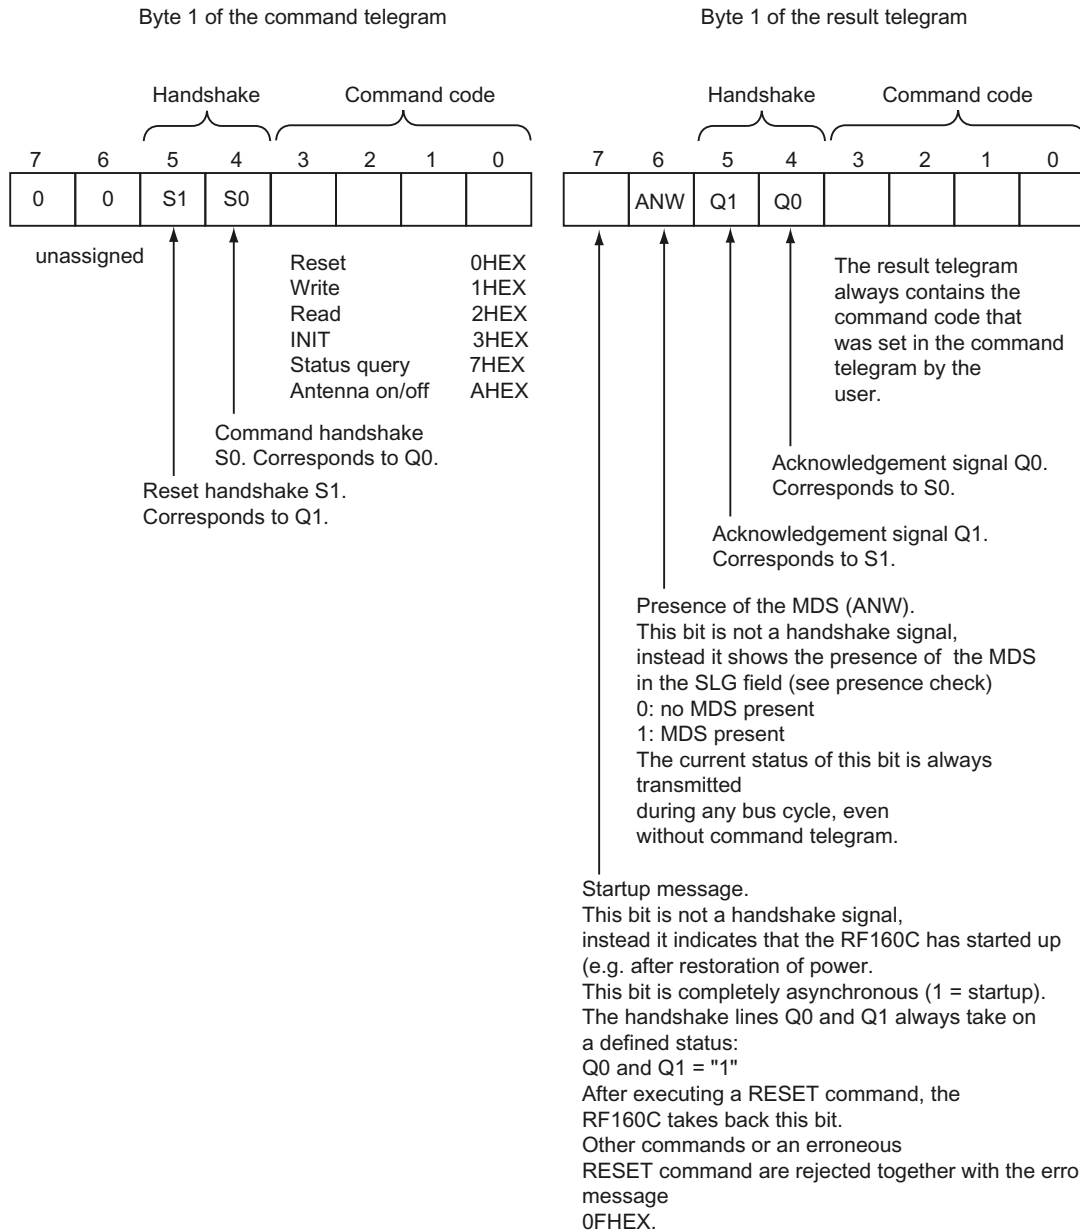 Byte 1 of the command telegram
Handshake
Command code
7 6 5 4 3 2 1 0
0 0 S1 S0
unassigned
Reset 0HEX
Write 1HEX
Read 2HEX
INIT 3HEX
Status query 7HEX
Antenna on/off AHEX
Command handshake
S0. Corresponds to Q0.
Reset handshake S1.
Corresponds to Q1.
Byte 1 of the result telegram
Handshake
Command code
7 6 5 4 3 2 1 0
ANW Q1 Q0
The result telegram
always contains the
command code that
was set in the command
telegram by the
user.
Acknowledgement signal Q0.
Corresponds to S0.
Acknowledgement signal Q1.
Corresponds to S1.
Presence of the MDS (ANW).
This bit is not a handshake signal,
instead it shows the presence of the MDS
in the SLG field (see presence check)
0: no MDS present
1: MDS present
The current status of this bit is always
transmitted
during any bus cycle, even
without command telegram.
Startup message.
This bit is not a handshake signal,
instead it indicates that the RF160C has started up
(e.g. after restoration of power.
This bit is completely asynchronous (1 = startup).
The handshake lines Q0 and Q1 always take on
a defined status:
Q0 and Q1 = "1"
After executing a RESET command, the
RF160C takes back this bit.
Other commands or an erroneous
RESET command are rejected together with the erro
message
0FHEX.